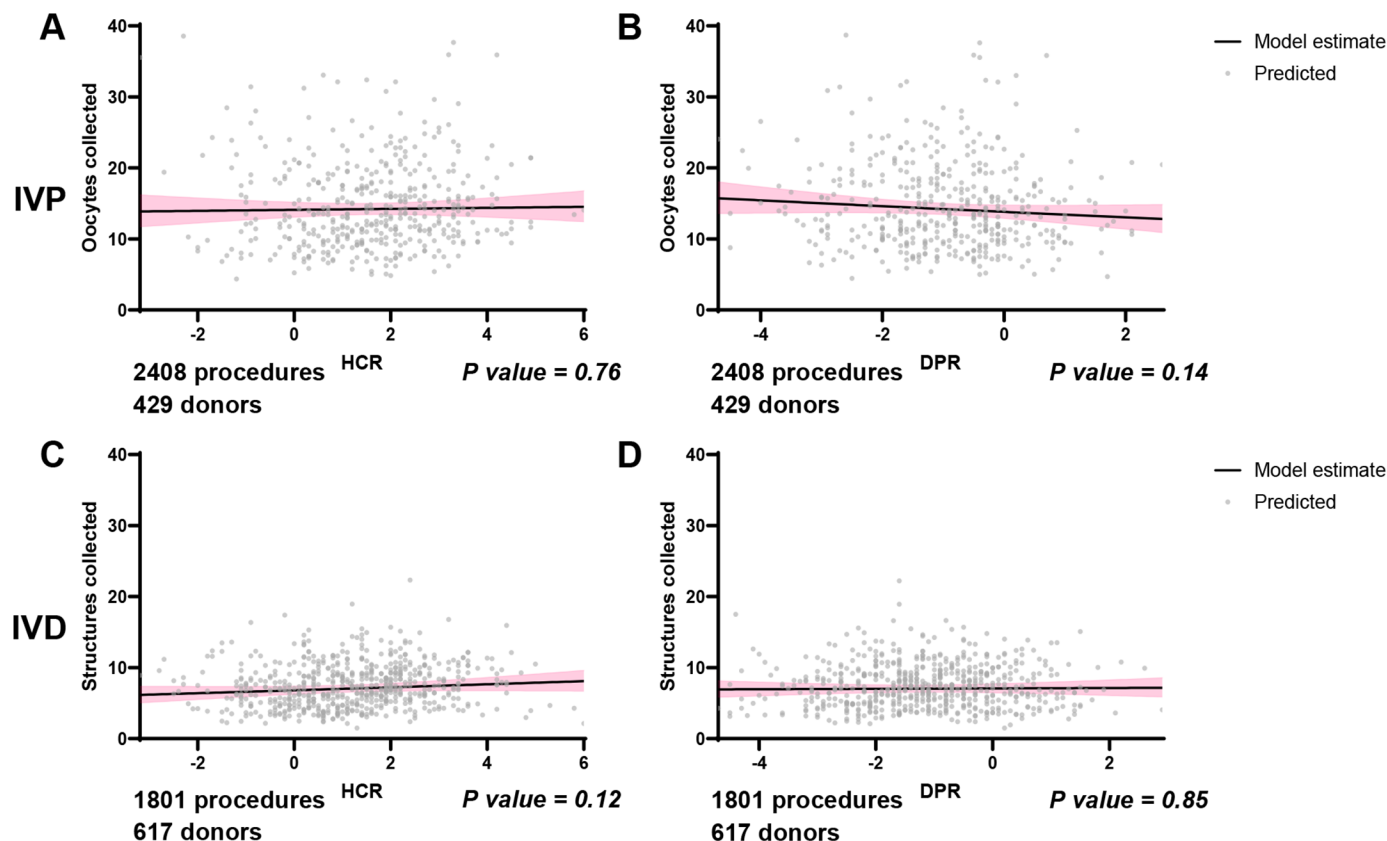 A
B
Model estimate
Predicted
IVP
Oocytes collected
40
30
20
10
0
-2 0 2 4 6
HCR
2408 procedures
P value = 0.76
429 donors
Oocytes collected
40
30
20
10
0
-4 -2 0 2
DPR
2408 procedures
P value = 0.14
429 donors
C
D
Model estimate
Predicted
IVD
Structures collected
40
30
20
10
0
-2 0 2 4 6
HCR
1801 procedures
P value = 0.12
617 donors
Structures collected
40
30
20
10
0
-4 -2 0 2
DPR
1801 procedures
P value = 0.85
617 donors